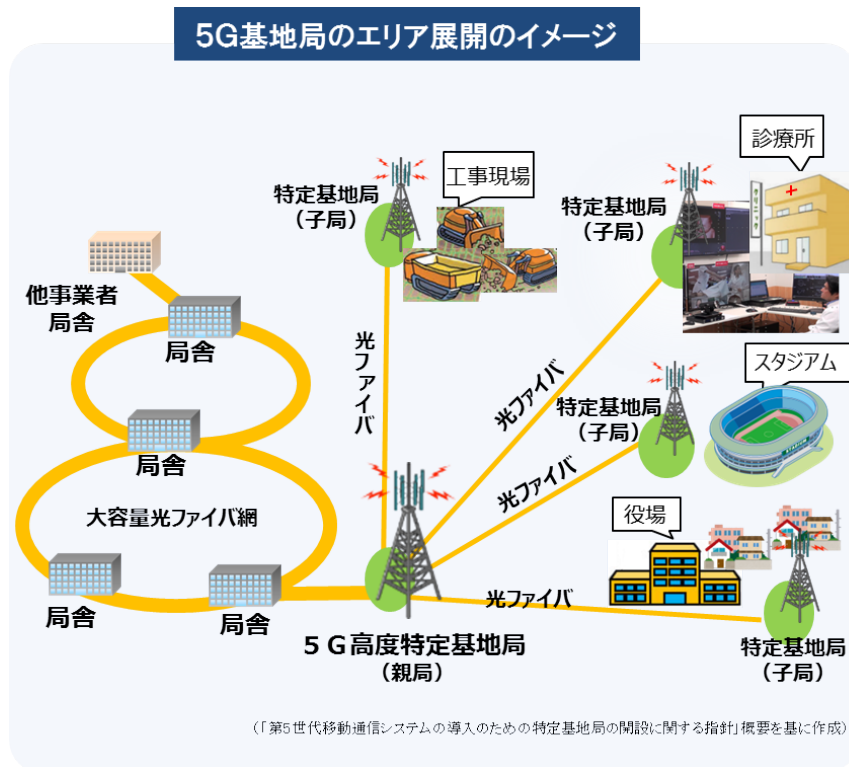 5G基地局のエリア展開のイメージ
診療所
工事現場
特定基地局
(子局)
特定基地局
(子局)
他事業者
局舎
局舎
光ファイバ
光ファイバ
スタジアム
特定基地局
(子局)
局舎
光ファイバ
大容量光ファイバ網
役場
局舎
局舎
光ファイバ
5G高度特定基地局
(親局)
特定基地局
(子局)
(「第5世代移動通信システムの導入のための特定基地局の開設に関する指針」概要を基に作成)